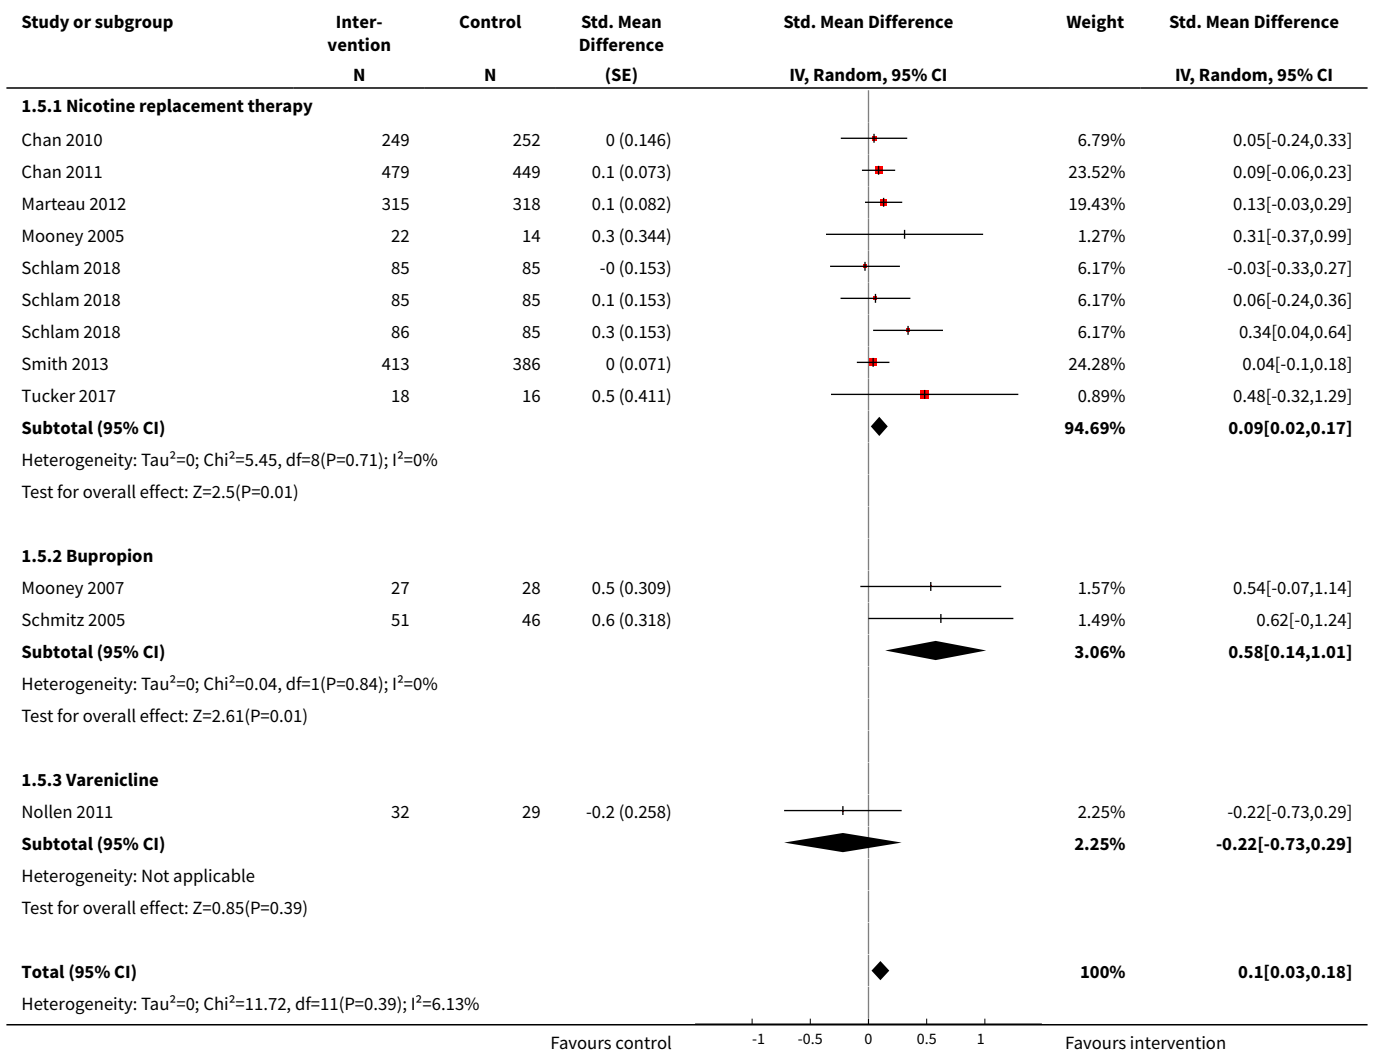 Study or subgroup Inter- Control Std. Mean Std. Mean Difference Weight Std. Mean Difference
vention Difference
N N (SE) IV, Random, 95% CI IV, Random, 95% CI
1.5.1 Nicotine replacement therapy
Chan 2010 249 252 0 (0.146) 6.79% 0.05[-0.24,0.33]
Chan 2011 479 449 0.1 (0.073) 23.52% 0.09[-0.06,0.23]
Marteau 2012 315 318 0.1 (0.082) 19.43% 0.13[-0.03,0.29]
Mooney 2005 22 14 0.3 (0.344) 1.27% 0.31[-0.37,0.99]
Schlam 2018 85 85 -0 (0.153) 6.17% -0.03[-0.33,0.27]
Schlam 2018 85 85 0.1 (0.153) 6.17% 0.06[-0.24,0.36]
Schlam 2018 86 85 0.3 (0.153) 6.17% 0.34[0.04,0.64]
Smith 2013 413 386 0 (0.071) 24.28% 0.04[-0.1,0.18]
Tucker 2017 18 16 0.5 (0.411) 0.89% 0.48[-0.32,1.29]
Subtotal (95% CI) 94.69% 0.09[0.02,0.17]
Heterogeneity: Tau²=0; Chi²=5.45, df=8(P=0.71); I²=0%
Test for overall effect: Z=2.5(P=0.01)
1.5.2 Bupropion
Mooney 2007 27 28 0.5 (0.309) 1.57% 0.54[-0.07,1.14]
Schmitz 2005 51 46 0.6 (0.318) 1.49% 0.62[-0,1.24]
Subtotal (95% CI) 3.06% 0.58[0.14,1.01]
Heterogeneity: Tau²=0; Chi²=0.04, df=1(P=0.84); I²=0%
Test for overall effect: Z=2.61(P=0.01)
1.5.3 Varenicline
Nollen 2011 32 29 -0.2 (0.258) 2.25% -0.22[-0.73,0.29]
Subtotal (95% CI) 2.25% -0.22[-0.73,0.29]
Heterogeneity: Not applicable
Test for overall effect: Z=0.85(P=0.39)
Total (95% CI) 100% 0.1[0.03,0.18]
Heterogeneity: Tau²=0; Chi²=11.72, df=11(P=0.39); I²=6.13%
Favours control -1 -0.5 0 0.5 1 Favours intervention